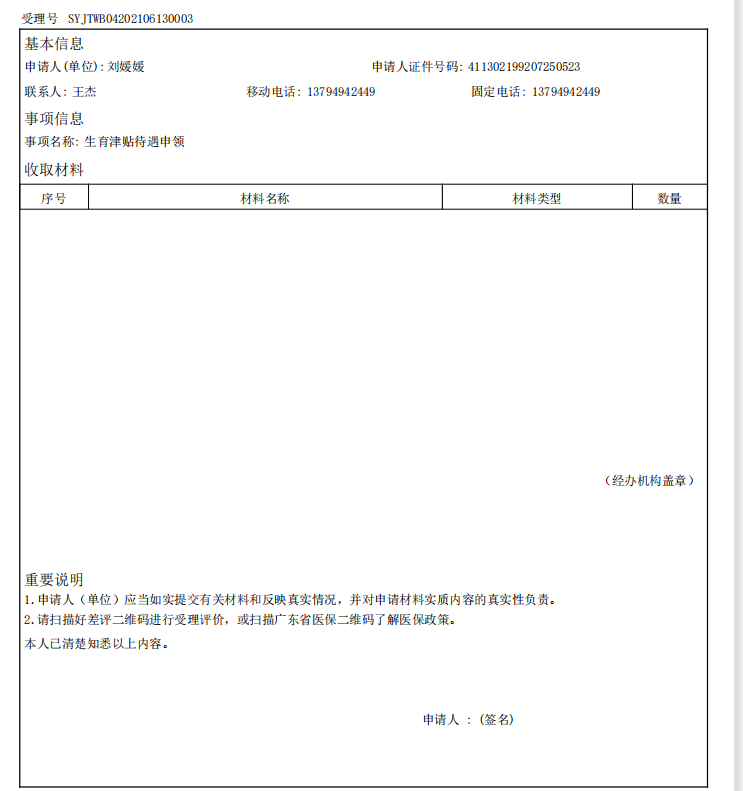 受理号 SYJTWB04202106130003
基本信息
申请人(单位): 刘媛媛 申请人证件号码: 411302199207250523
联系人: 王杰 移动电话: 13794942449 固定电话: 13794942449
事项信息
事项名称: 生育津贴待遇申领
收取材料
序号 材料名称 材料类型 数量
(经办机构盖章)
重要说明
1.申请人（单位）应当如实提交有关材料和反映真实情况，并对申请材料实质内容的真实性负责。
2.请扫描好差评二维码进行受理评价，或扫描广东省医保二维码了解医保政策。
本人已清楚知悉以上内容。
申请人 : (签名)